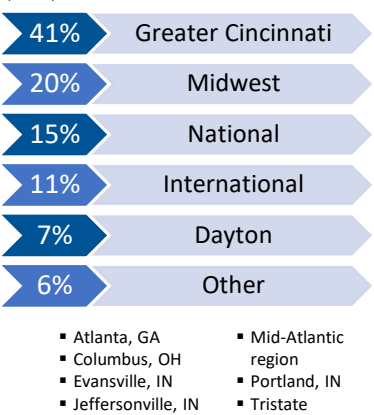 41% Greater Cincinnati
20% Midwest
15% National
11% International
7% Dayton
6% Other
▪ Atlanta, GA
▪ Columbus, OH
▪ Evansville, IN
▪ Jeffersonville, IN
▪ Mid-Atlantic
region
▪ Portland, IN
▪ Tristate